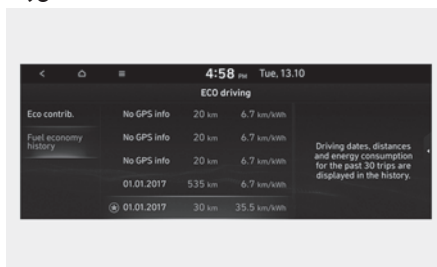 4:58 PM Tue, 13.10
ECO driving
Eco contrib.
Fuel economy
history
No GPS info 20 km 6.7 km/kWh
No GPS info 20 km 6.7 km/kWh
No GPS info 20 km 6.7 km/kWh
01.01.2017 535 km 6.7 km/kWh
01.01.2017 30 km 35.5 km/kWh
Driving dates, distances
and energy consumption
for the past 30 trips are
displayed in the history.